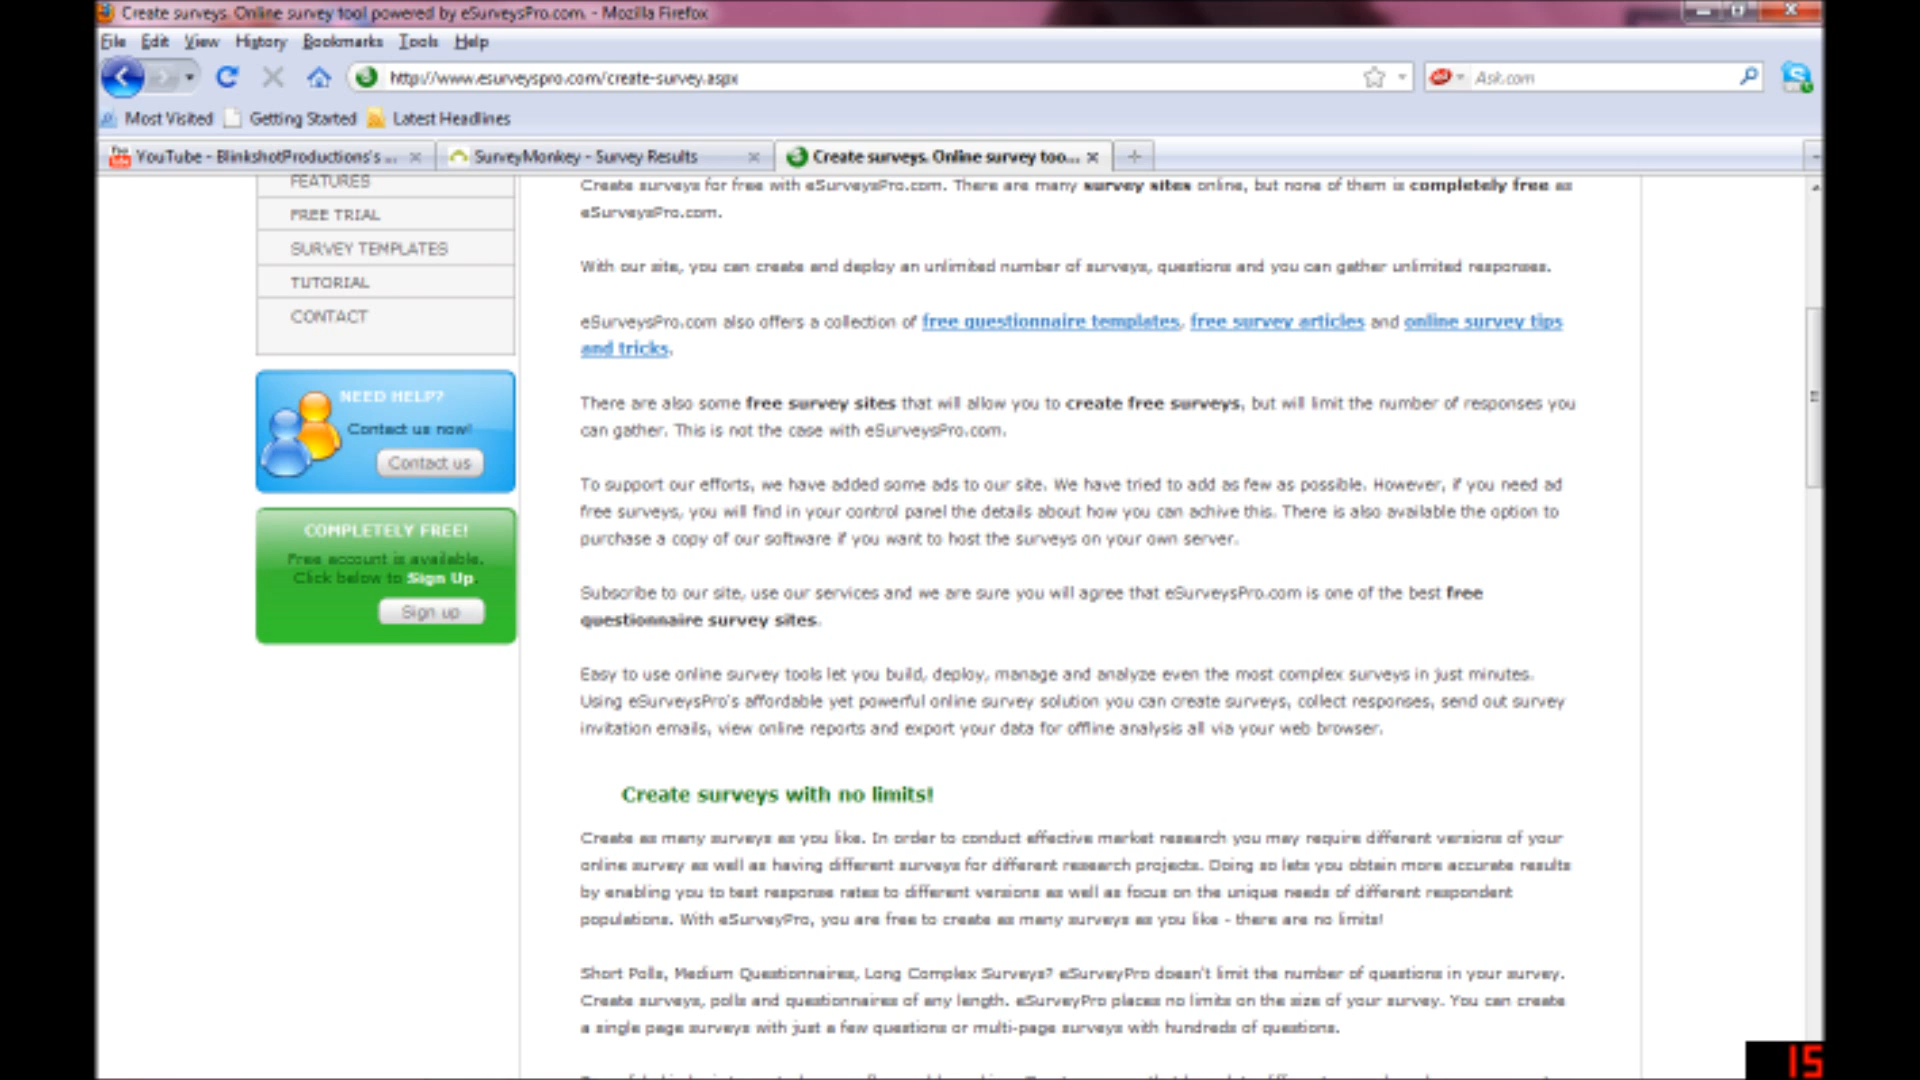 Create surveys. Online survey tool powered by eSurveysPro.com. - Mozilla Firefox
File Edit View History Bookmarks Tools Help
http://www.esurveyspro.com/create-survey.aspx
Ask.com
Most Visited Getting Started Latest Headlines
YouTube - BlinkshotProductions's ...
SurveyMonkey - Survey Results
Create surveys. Online survey too...
FEATURES
FREE TRIAL
SURVEY TEMPLATES
TUTORIAL
CONTACT
NEED HELP?
Contact us now!
Contact us
COMPLETELY FREE!
Free account is available.
Click below to Sign Up.
Sign up
Create surveys for free with eSurveysPro.com. There are many survey sites online, but none of them is completely free as
eSurveysPro.com.
With our site, you can create and deploy an unlimited number of surveys, questions and you can gather unlimited responses.
eSurveysPro.com also offers a collection of free questionnaire templates, free survey articles and online survey tips
and tricks.
There are also some free survey sites that will allow you to create free surveys, but will limit the number of responses you
can gather. This is not the case with eSurveysPro.com.
To support our efforts, we have added some ads to our site. We have tried to add as few as possible. However, if you need ad
free surveys, you will find in your control panel the details about how you can achive this. There is also available the option to
purchase a copy of our software if you want to host the surveys on your own server.
Subscribe to our site, use our services and we are sure you will agree that eSurveysPro.com is one of the best free
questionnaire survey sites.
Easy to use online survey tools let you build, deploy, manage and analyze even the most complex surveys in just minutes.
Using eSurveysPro's affordable yet powerful online survey solution you can create surveys, collect responses, send out survey
invitation emails, view online reports and export your data for offline analysis all via your web browser.
Create surveys with no limits!
Create as many surveys as you like. In order to conduct effective market research you may require different versions of your
online survey as well as having different surveys for different research projects. Doing so lets you obtain more accurate results
by enabling you to test response rates to different versions as well as focus on the unique needs of different respondent
populations. With eSurveyPro, you are free to create as many surveys as you like - there are no limits!
Short Polls, Medium Questionnaires, Long Complex Surveys? eSurveyPro doesn't limit the number of questions in your survey.
Create surveys, polls and questionnaires of any length. eSurveyPro places no limits on the size of your survey. You can create
a single page surveys with just a few questions or multi-page surveys with hundreds of questions.
15